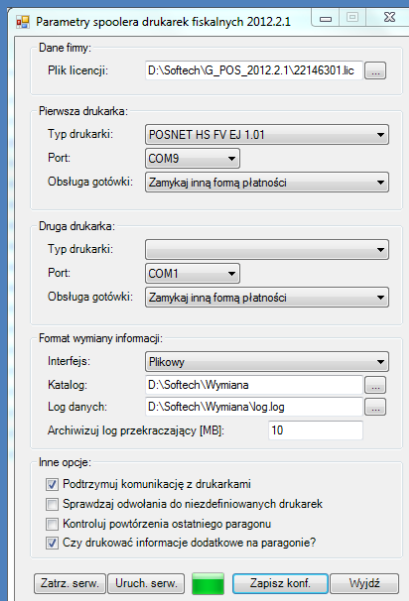 Parametry spoolera drukarek fiskalnych 2012.2.1
Dane firmy:
Plik licencji: D:\Softech\G_POS_2012.2.1\22146301.lic ...
Pierwsza drukarka:
Typ drukarki: POSNET HS FV EJ 1.01
Port: COM9
Obsługa gotówki: Zamykaj inną formą płatności
Druga drukarka:
Typ drukarki:
Port: COM1
Obsługa gotówki: Zamykaj inną formą płatności
Format wymiany informacji:
Interfejs: Plikowy
Katalog: D:\Softech\Wymiana ...
Log danych: D:\Softech\Wymiana\log.log ...
Archiwizuj log przekraczający [MB]: 10
Inne opcje:
Podtrzymuj komunikację z drukarkami
Sprawdzaj odwołania do niezdefiniowanych drukarek
Kontroluj powtórzenia ostatniego paragonu
Czy drukować informacje dodatkowe na paragonie?
Zatrz. serw. Uruch. serw. Zapisz konf. Wyjdź